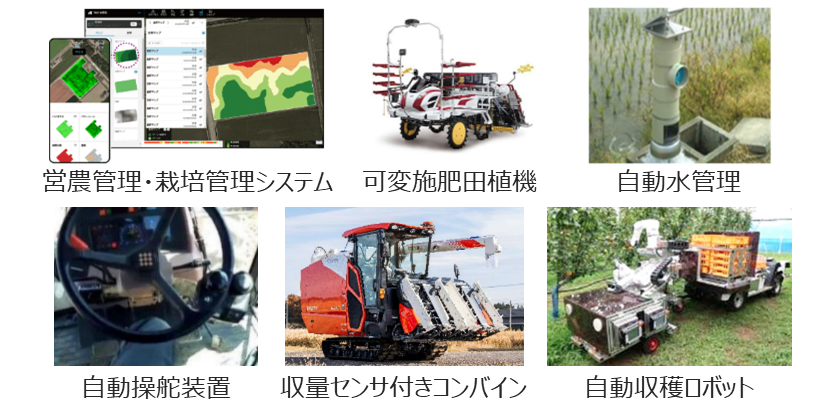 営農管理・栽培管理システム
可変施肥田植機
自動水管理
自動操舵装置
収量センサ付きコンバイン
自動収穫ロボット